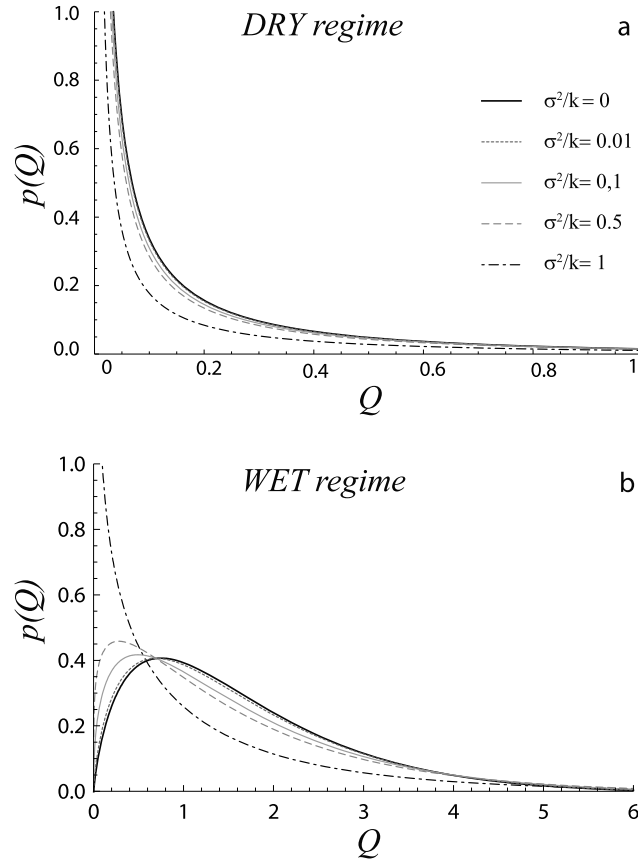 DRY regime
a
1.0
0.8
0.6
0.4
0.2
0.0
p(Q)
σ²/k = 0
σ²/k= 0.01
σ²/k= 0,1
σ²/k= 0.5
σ²/k= 1
0 0.2 0.4 0.6 0.8 1
Q
WET regime
b
1.0
0.8
0.6
0.4
0.2
0.0
p(Q)
0 1 2 3 4 5 6
Q